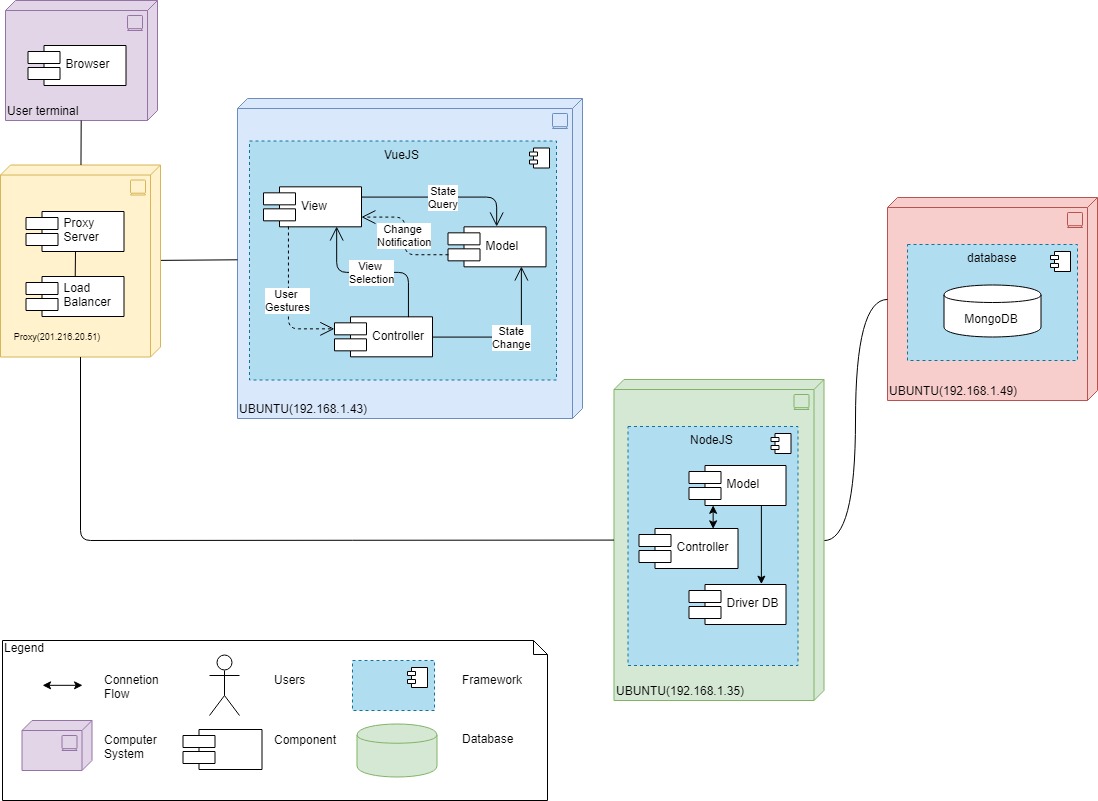 Browser
User terminal
Proxy
Server
Load
Balancer
Proxy(201.216.20.51)
VueJS
View
State
Query
Change
Notification
Model
View
Selection
User
Gestures
Controller
State
Change
UBUNTU(192.168.1.43)
database
MongoDB
UBUNTU(192.168.1.49)
NodeJS
Model
Controller
Driver DB
UBUNTU(192.168.1.35)
Legend
Connetion
Flow
Users
Framework
Computer
System
Component
Database